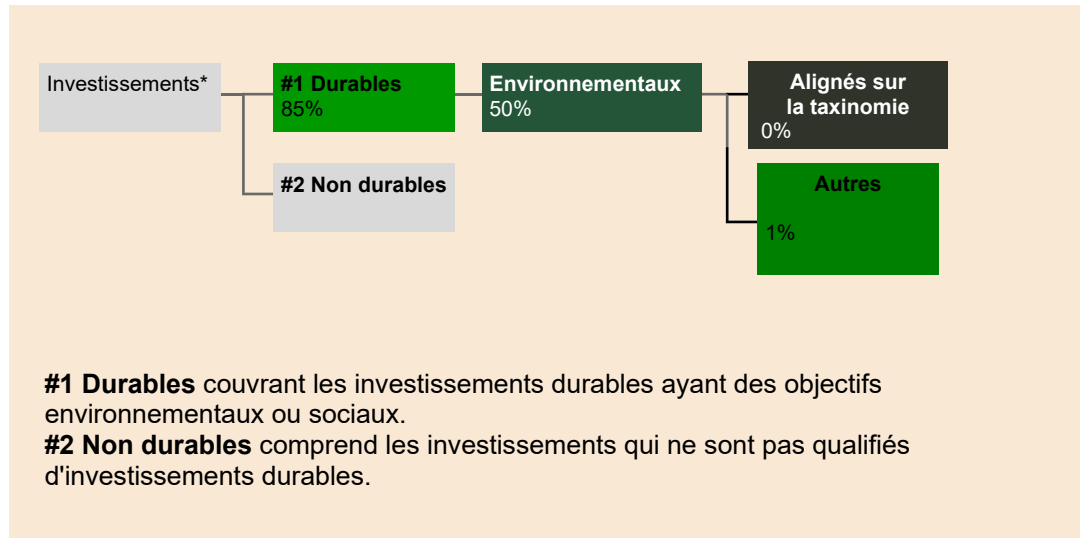 Investissements*
#1 Durables
85%
Environnementaux
50%
Alignés sur
la taxinomie
0%
#2 Non durables
Autres
1%
#1 Durables couvrant les investissements durables ayant des objectifs
environnementaux ou sociaux.
#2 Non durables comprend les investissements qui ne sont pas qualifiés
d'investissements durables.